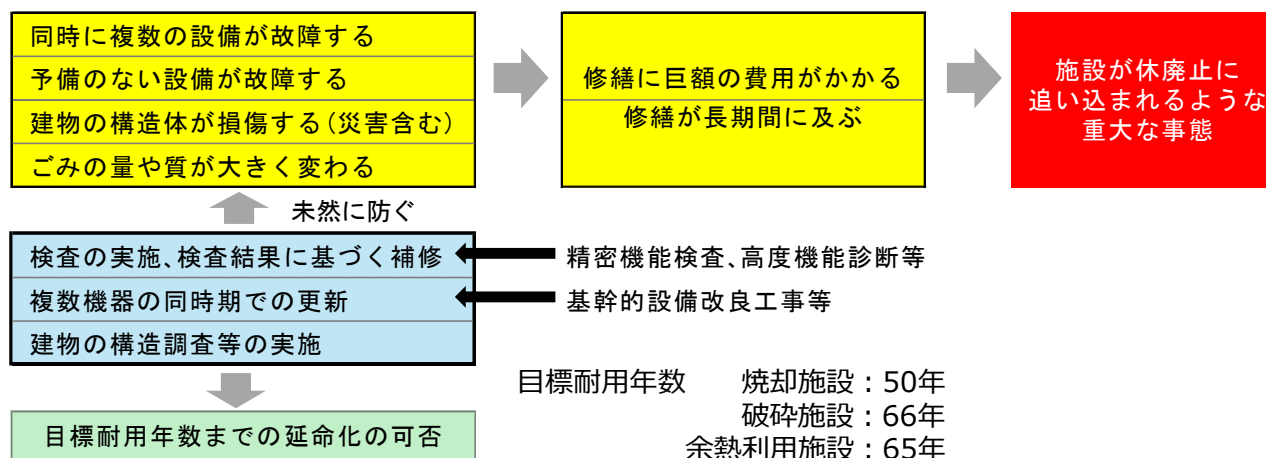 同時に複数の設備が故障する
予備のない設備が故障する
建物の構造体が損傷する(災害含む)
ごみの量や質が大きく変わる
修繕に巨額の費用がかかる
修繕が長期間に及ぶ
施設が休廃止に
追い込まれるような
重大な事態
未然に防ぐ
検査の実施、検査結果に基づく補修
精密機能検査、高度機能診断等
複数機器の同時期での更新
基幹的設備改良工事等
建物の構造調査等の実施
目標耐用年数 焼却施設：50年
破砕施設：66年
余熱利用施設：65年
目標耐用年数までの延命化の可否